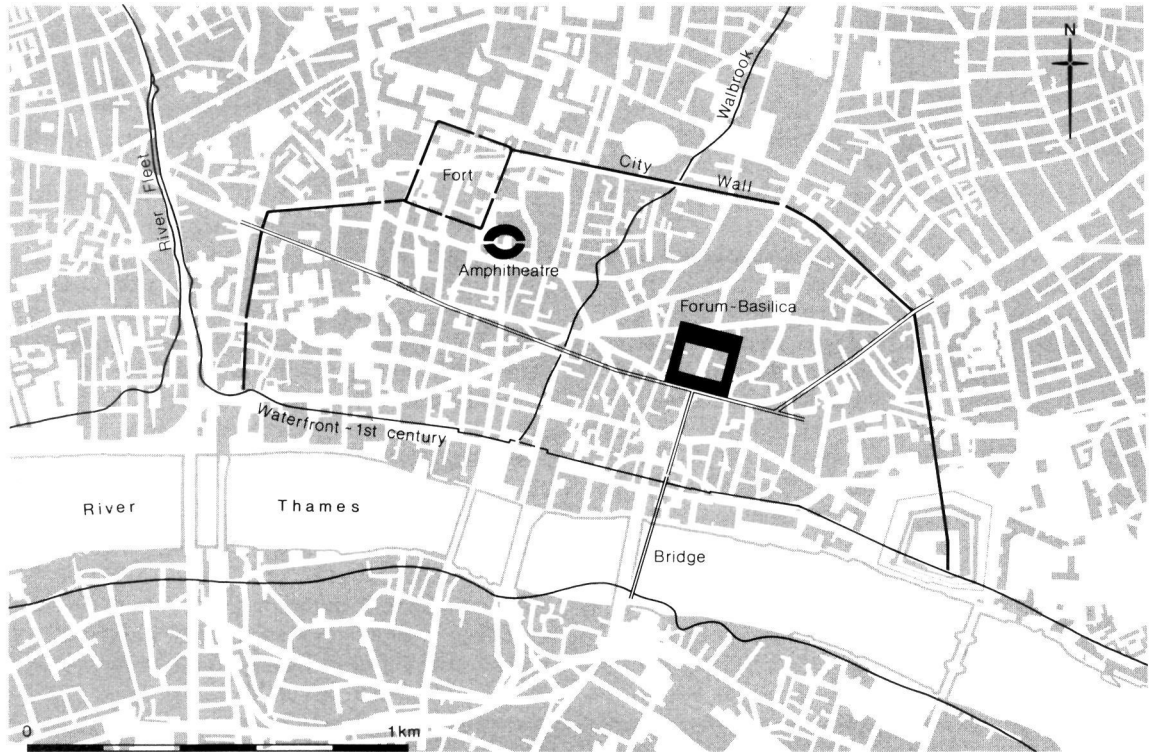 N
Walbrook
City Wall
Fort
River Fleet
Amphitheatre
Forum-Basilica
Waterfront - 1st century
River Thames
Bridge
0 1km